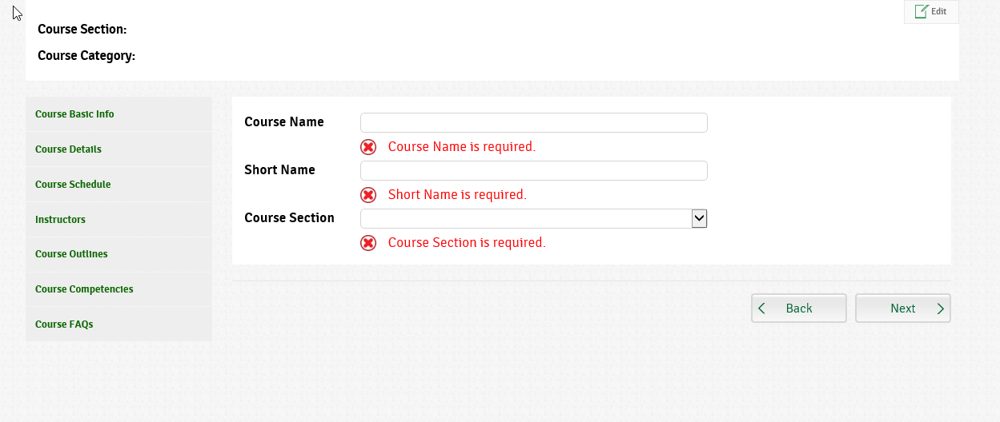 Edit
Course Section:
Course Category:
Course Basic Info
Course Details
Course Schedule
Instructors
Course Outlines
Course Competencies
Course FAQs
Course Name
Course Name is required.
Short Name
Short Name is required.
Course Section
Course Section is required.
Back
Next